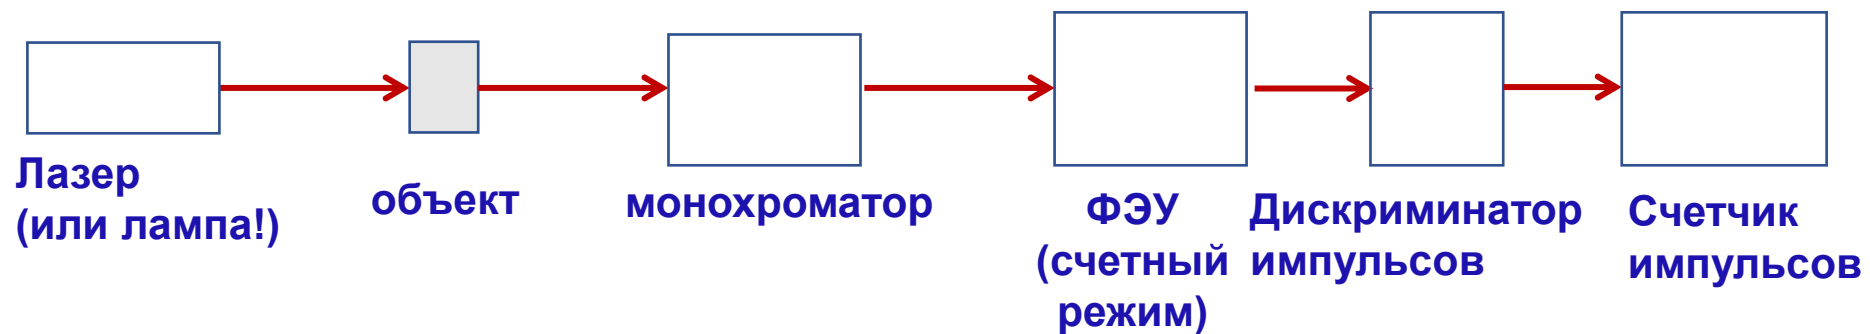 Лазер
(или лампа!)
объект
монохроматор
ФЭУ
(счетный
режим)
Дискриминатор
импульсов
Счетчик
импульсов